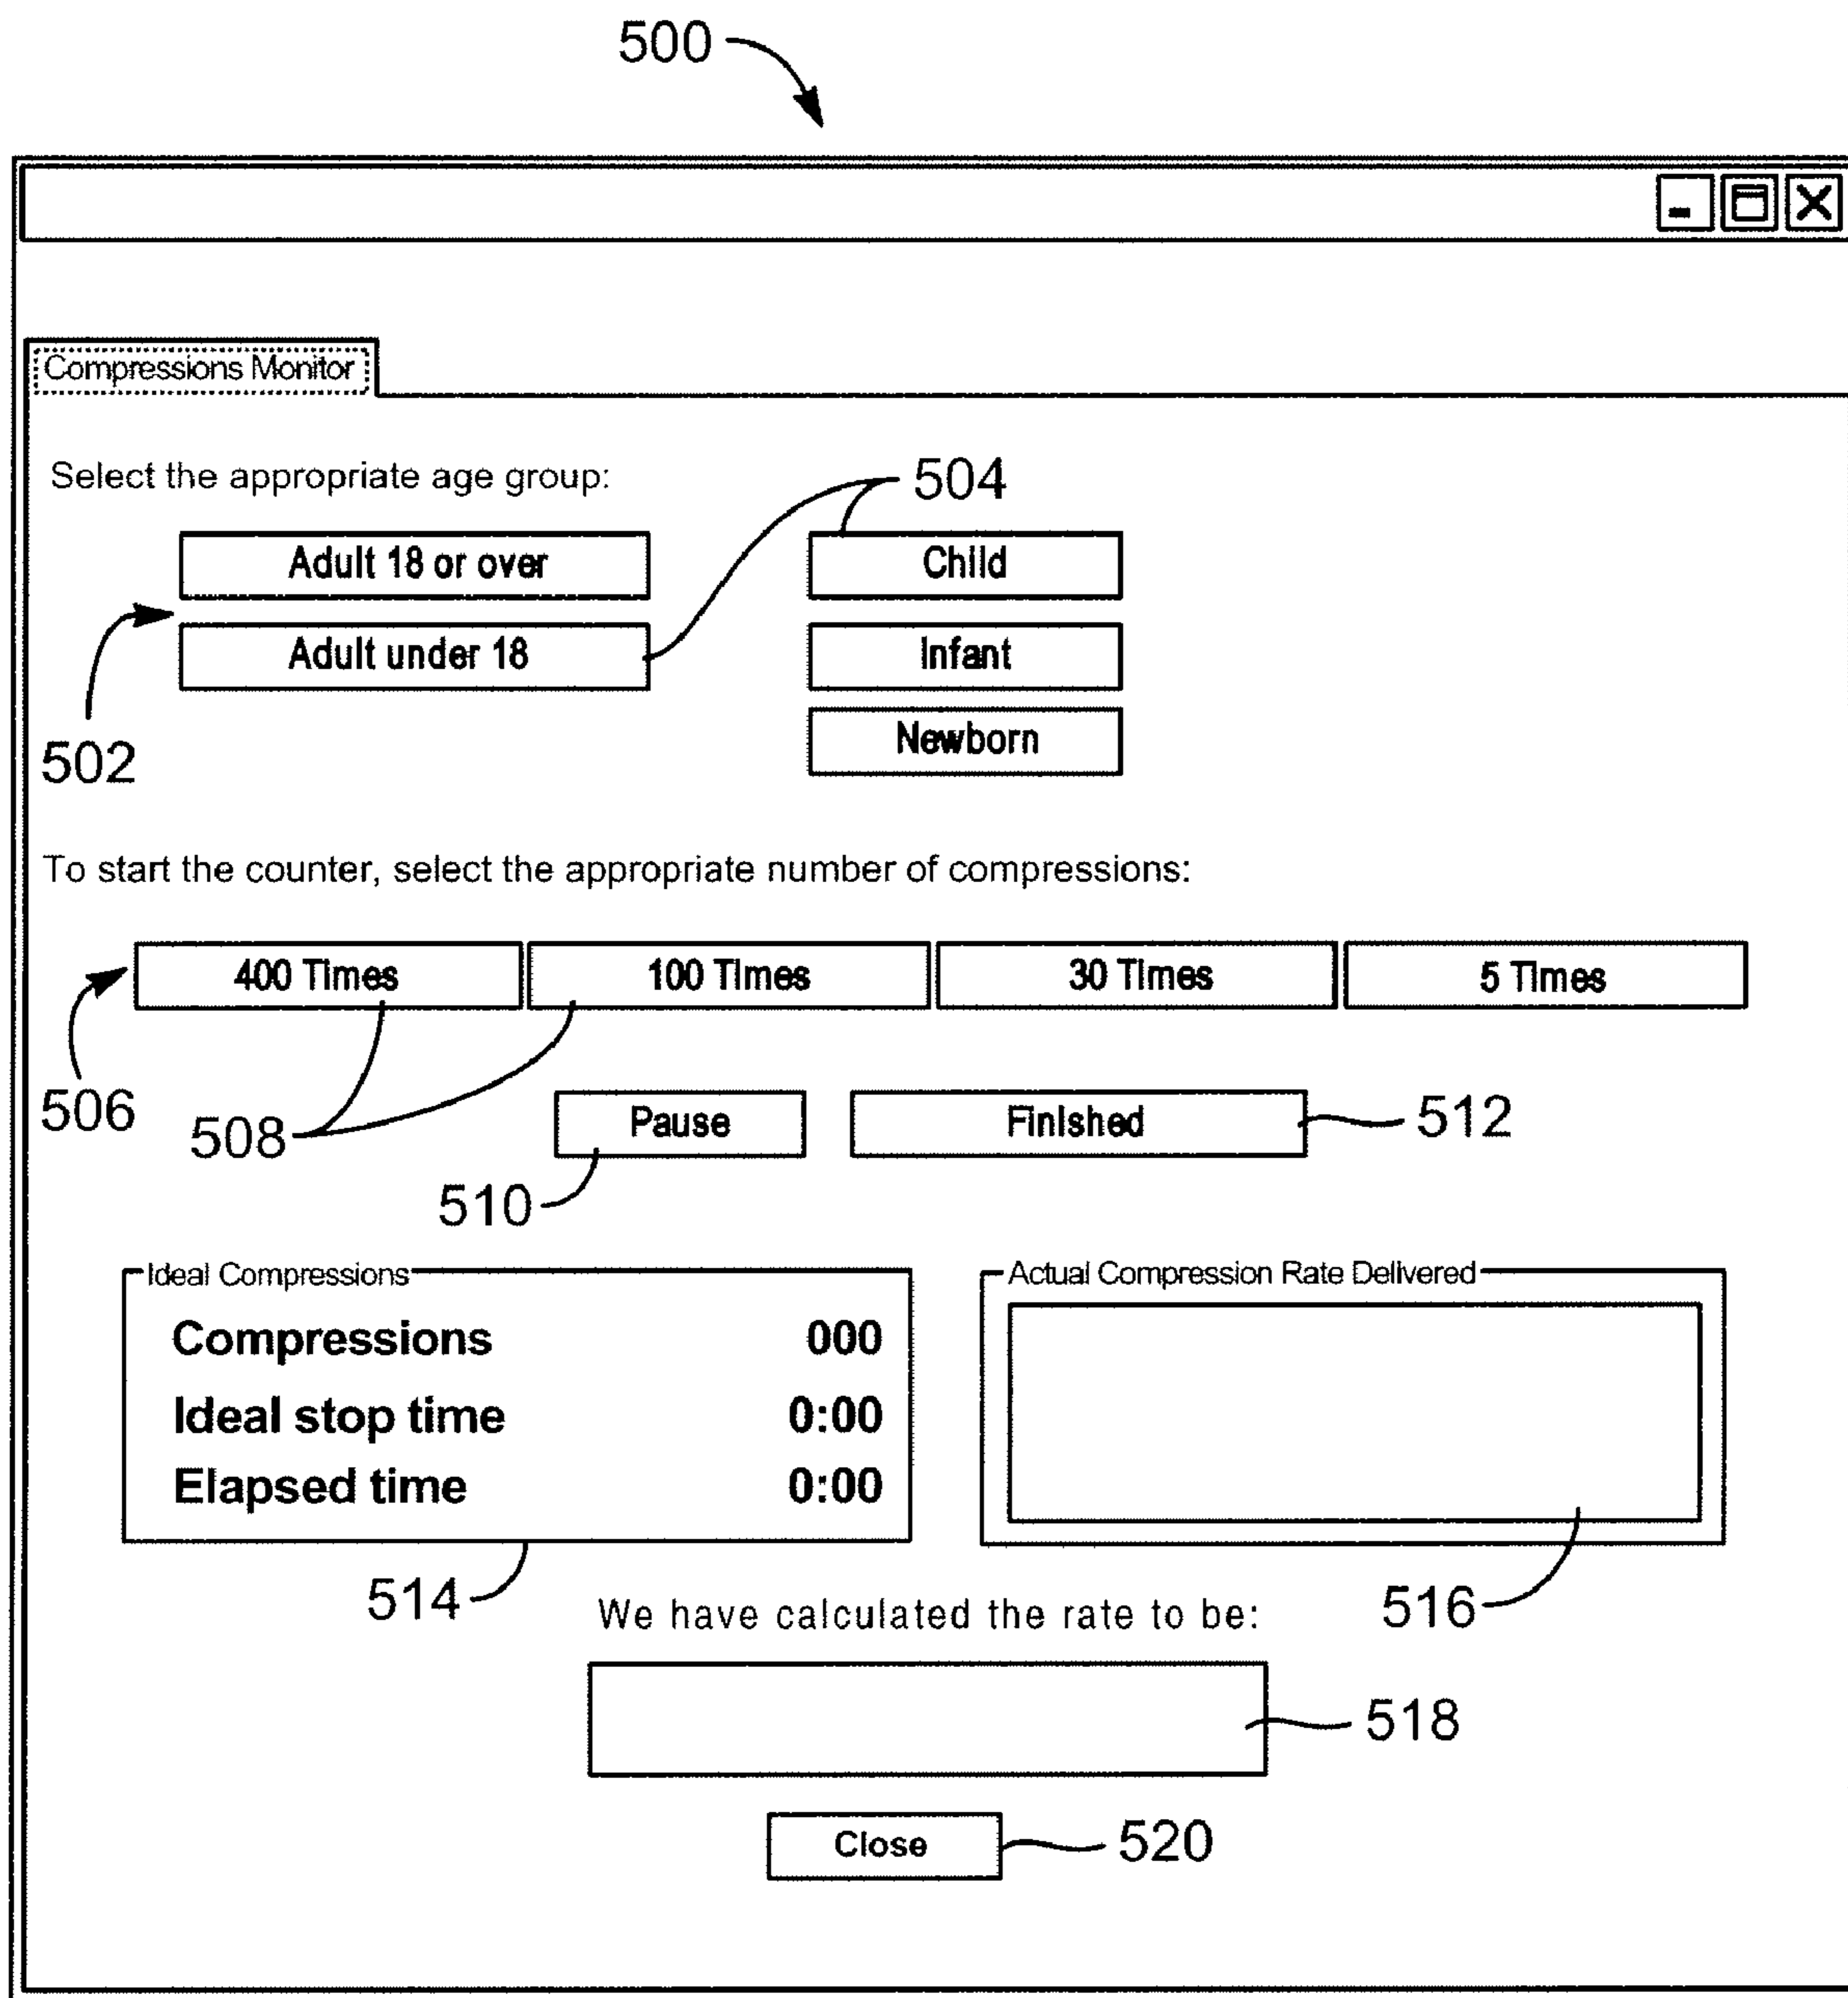 500
Compressions Monitor
Select the appropriate age group:
504
Adult 18 or over
Child
Adult under 18
Infant
502
Newborn
To start the counter, select the appropriate number of compressions:
400 Times 100 Times 30 Times 5 Times
506
508
Pause
Finished
512
510
Ideal Compressions
Actual Compression Rate Delivered
Compressions 000
Ideal stop time 0:00
Elapsed time 0:00
514
516
We have calculated the rate to be:
518
Close
520